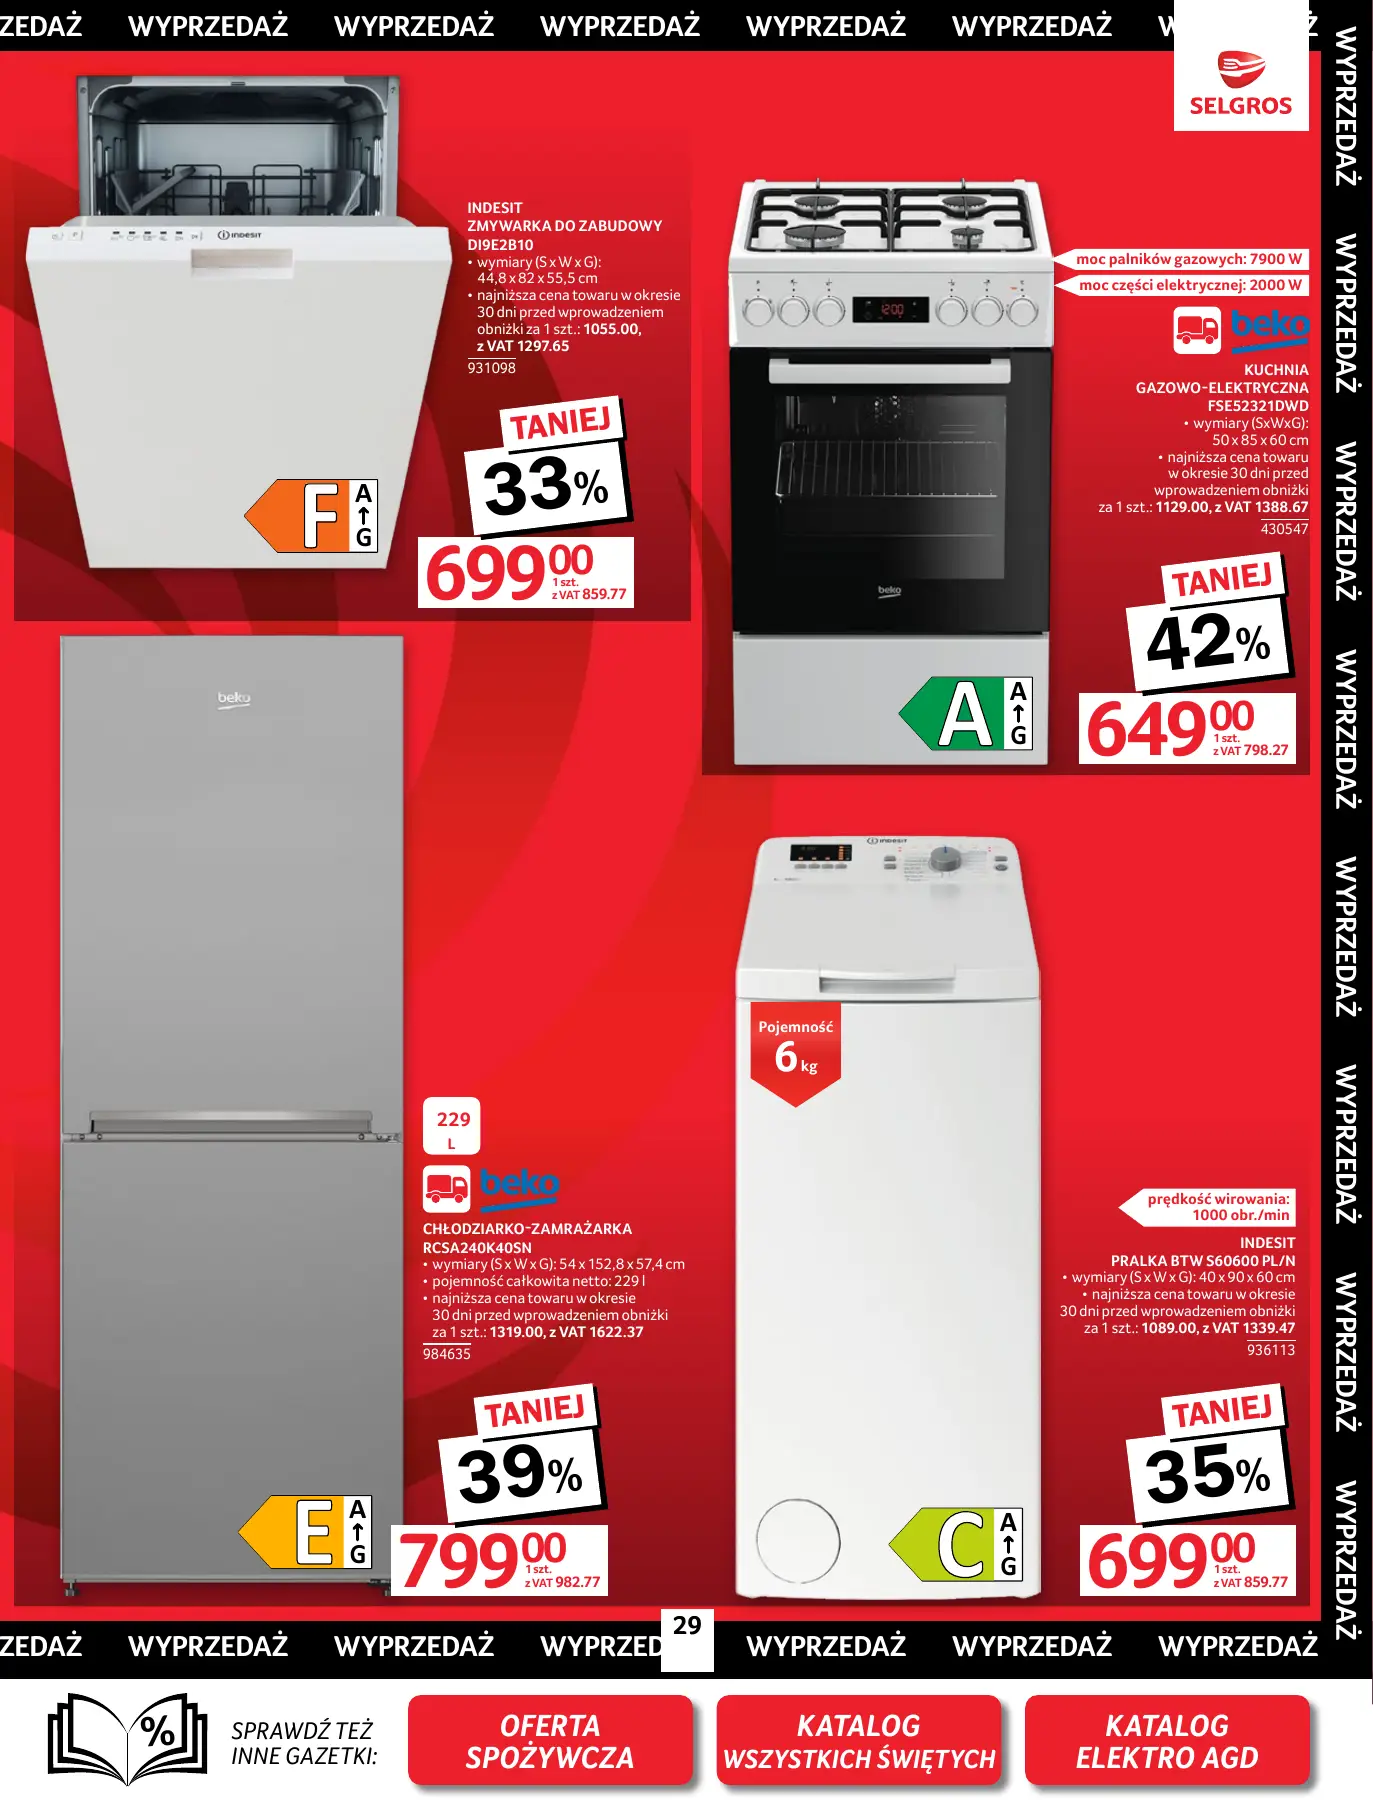 WYPRZEDAŻ WYPRZEDAŻ WYPRZEDAŻ WYPRZEDAŻ WYPRZEDAŻ
SELGROS
INDESIT
ZMYWARKA DO ZABUDOWY
DI9E2B10
• wymiary (S x W x G):
44,8 x 82 x 55,5 cm
• najniższa cena towaru w okresie
30 dni przed wprowadzeniem
obniżki za 1 szt.: 1055.00,
z VAT 1297.65
931098
INDESIT
TANIEJ
33%
F
A
G
699 00
1 szt.
z VAT 859.77
moc palników gazowych: 7900 W
moc części elektrycznej: 2000 W
beko
KUCHNIA
GAZOWO-ELEKTRYCZNA
FSE52321DWD
• wymiary (SxWxG):
50 x 85 x 60 cm
• najniższa cena towaru
w okresie 30 dni przed
wprowadzeniem obniżki
za 1 szt.: 1129.00, z VAT 1388.67
430547
12:00
beko
TANIEJ
42%
A
A
G
649 00
1 szt.
z VAT 798.27
beko
229
L
beko
CHŁODZIARKO-ZAMRAŻARKA
RCSA240K40SN
• wymiary (S x W x G): 54 x 152,8 x 57,4 cm
• pojemność całkowita netto: 229 l
• najniższa cena towaru w okresie
30 dni przed wprowadzeniem obniżki
za 1 szt.: 1319.00, z VAT 1622.37
984635
TANIEJ
39%
E
A
G
799 00
1 szt.
z VAT 982.77
INDESIT
Pojemność
6 kg
prędkość wirowania:
1000 obr./min
INDESIT
PRALKA BTW S60600 PL/N
• wymiary (S x W x G): 40 x 90 x 60 cm
• najniższa cena towaru w okresie
30 dni przed wprowadzeniem obniżki
za 1 szt.: 1089.00, z VAT 1339.47
936113
TANIEJ
35%
C
A
G
699 00
1 szt.
z VAT 859.77
WYPRZEDAŻ WYPRZEDAŻ WYPRZEDAŻ WYPRZEDAŻ WYPRZEDAŻ WYPRZEDAŻ WYPRZEDAŻ WYPRZEDAŻ
ZEDAŻ WYPRZEDAŻ WYPRZEDAŻ WYPRZED 29 WYPRZEDAŻ WYPRZEDAŻ WYPRZEDAŻ
%
SPRAWDŹ TEŻ
INNE GAZETKI:
OFERTA
SPOŻYWCZA
KATALOG
WSZYSTKICH ŚWIĘTYCH
KATALOG
ELEKTRO AGD